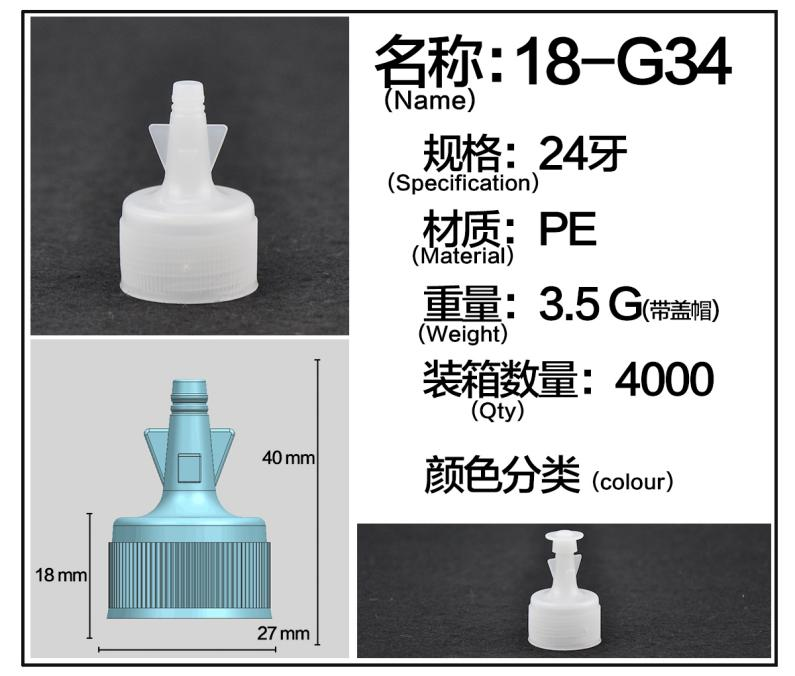 名称：18-G34
(Name)
规格：24牙
(Specification)
材质：PE
(Material)
重量：3.5 G(带盖帽)
(Weight)
装箱数量：4000
(Qty)
颜色分类 (colour)
40 mm
18 mm
27 mm